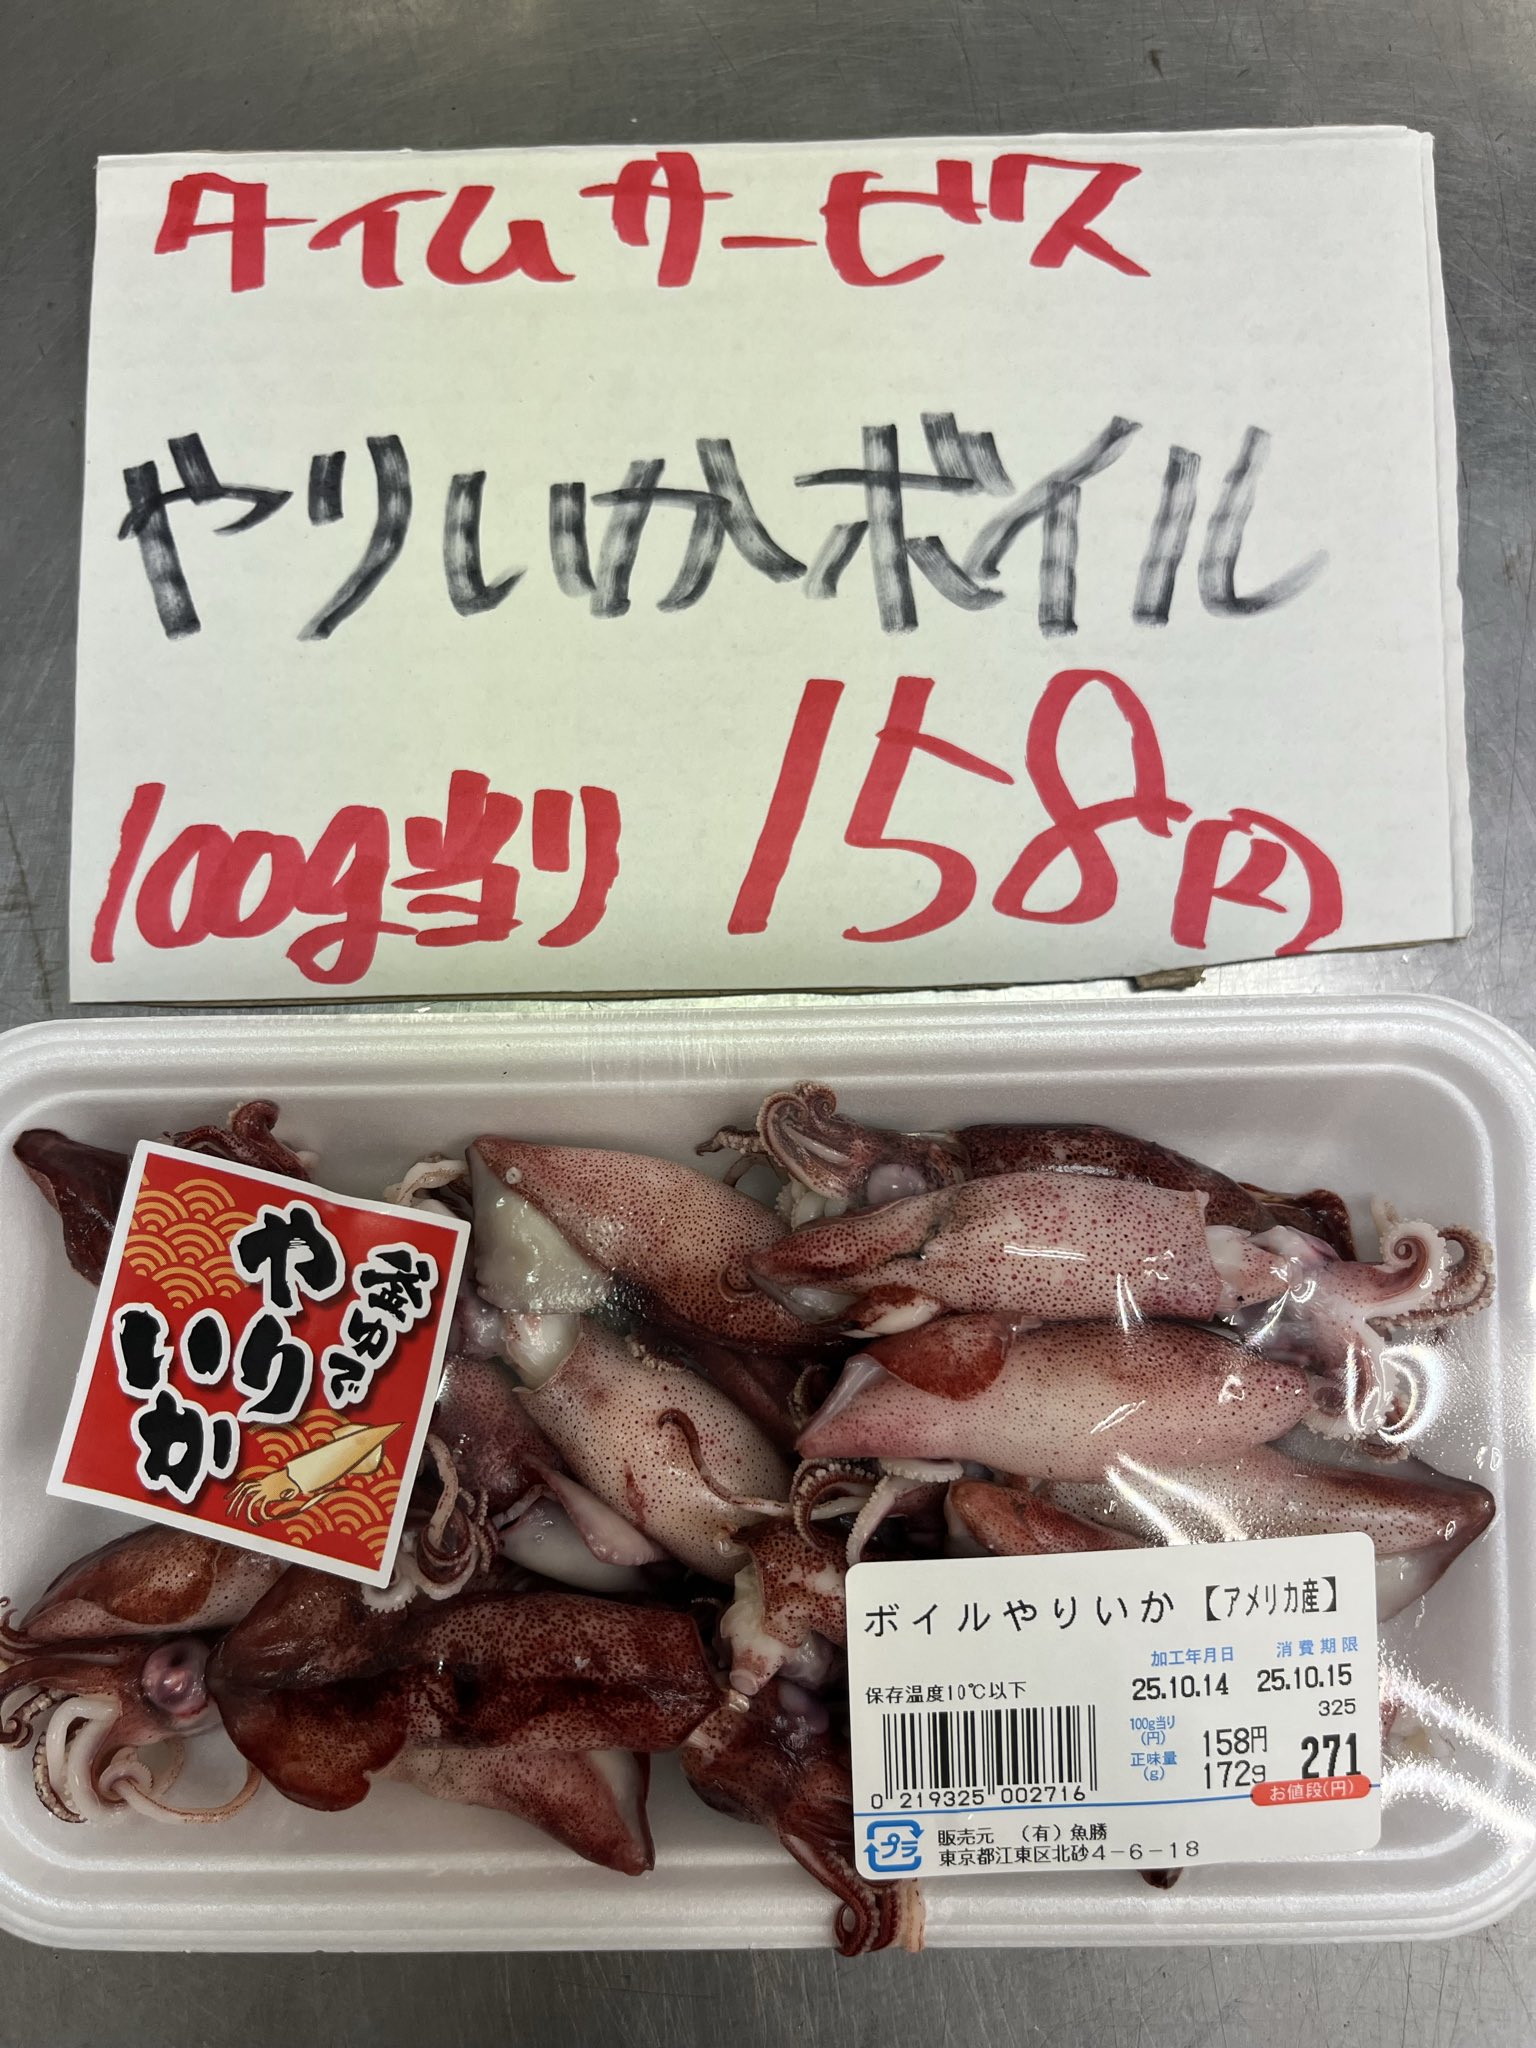 タイムサービス
やりいかボイル
100g当り 158円
釜ゆで
やり
いか
ボイルやりいか【アメリカ産】
加工年月日 消費期限
25.10.14 25.10.15
保存温度10℃以下
325
100g当り(円) 158円
正味量(g) 172g
271
お値段(円)
0 219325 002716
プラ
販売元 (有)魚勝
東京都江東区北砂4-6-18